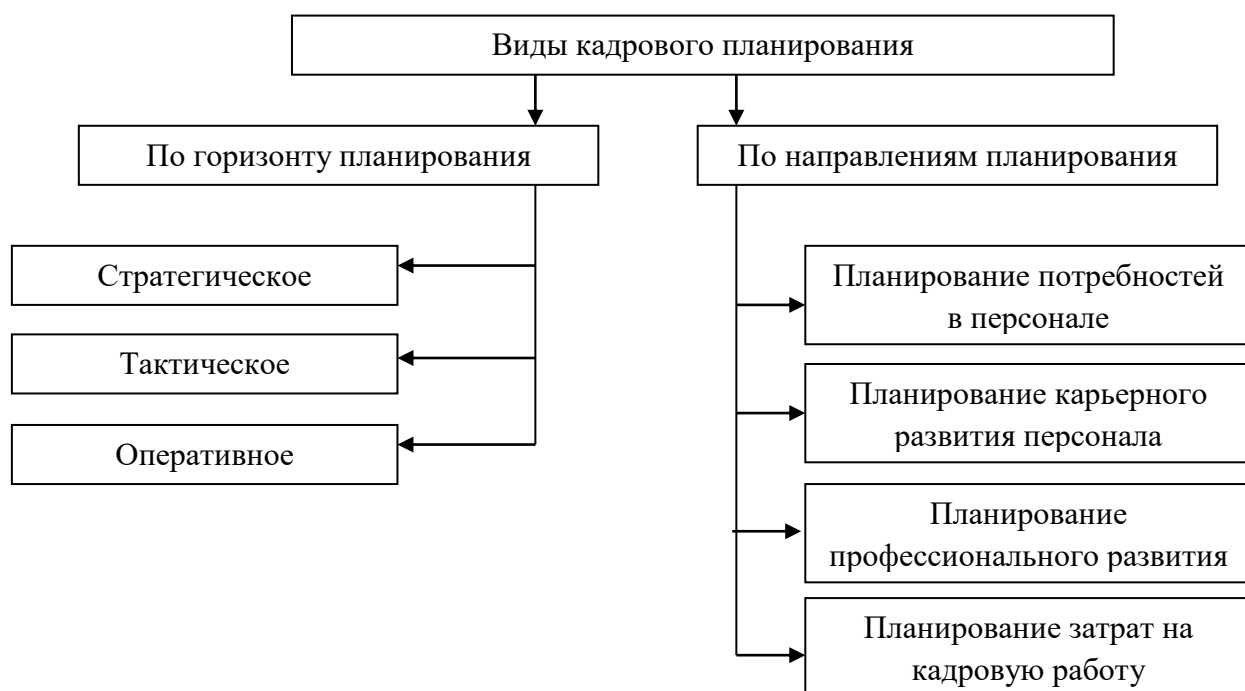 Виды кадрового планирования
По горизонту планирования
По направлениям планирования
Стратегическое
Тактическое
Оперативное
Планирование потребностей
в персонале
Планирование карьерного
развития персонала
Планирование
профессионального развития
Планирование затрат на
кадровую работу